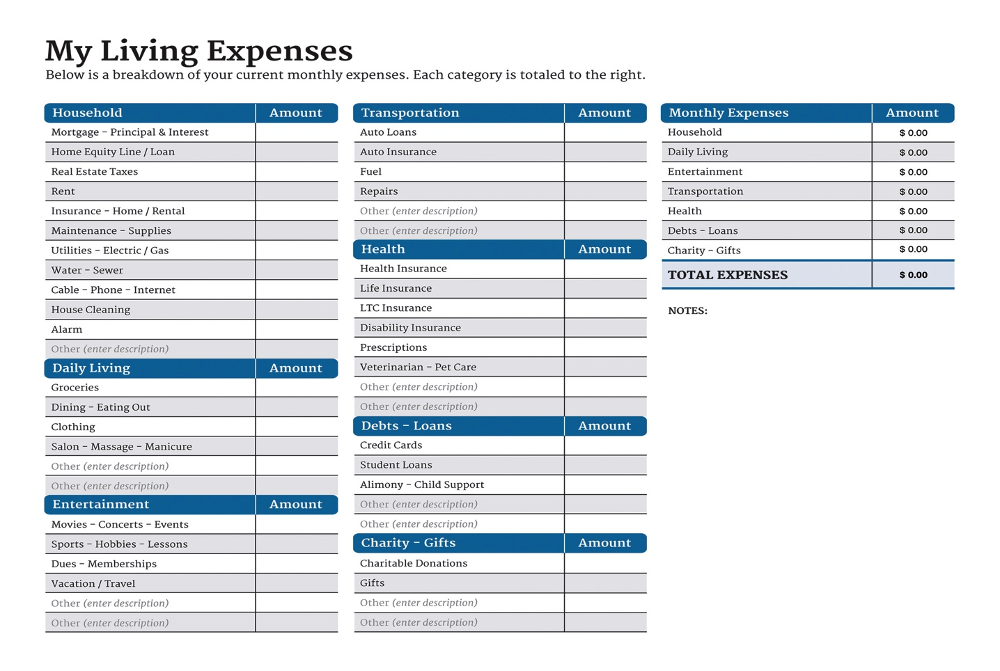 My Living Expenses
Below is a breakdown of your current monthly expenses. Each category is totaled to the right.
Household Amount
Mortgage – Principal & Interest
Home Equity Line / Loan
Real Estate Taxes
Rent
Insurance – Home / Rental
Maintenance – Supplies
Utilities – Electric / Gas
Water – Sewer
Cable – Phone – Internet
House Cleaning
Alarm
Other (enter description)
Daily Living Amount
Groceries
Dining – Eating Out
Clothing
Salon – Massage – Manicure
Other (enter description)
Other (enter description)
Entertainment Amount
Movies – Concerts – Events
Sports – Hobbies – Lessons
Dues – Memberships
Vacation / Travel
Other (enter description)
Other (enter description)
Transportation Amount
Auto Loans
Auto Insurance
Fuel
Repairs
Other (enter description)
Other (enter description)
Health Amount
Health Insurance
Life Insurance
LTC Insurance
Disability Insurance
Prescriptions
Veterinarian – Pet Care
Other (enter description)
Other (enter description)
Debts – Loans Amount
Credit Cards
Student Loans
Alimony – Child Support
Other (enter description)
Other (enter description)
Charity – Gifts Amount
Charitable Donations
Gifts
Other (enter description)
Other (enter description)
Monthly Expenses Amount
Household $ 0.00
Daily Living $ 0.00
Entertainment $ 0.00
Transportation $ 0.00
Health $ 0.00
Debts – Loans $ 0.00
Charity – Gifts $ 0.00
TOTAL EXPENSES $ 0.00
NOTES: